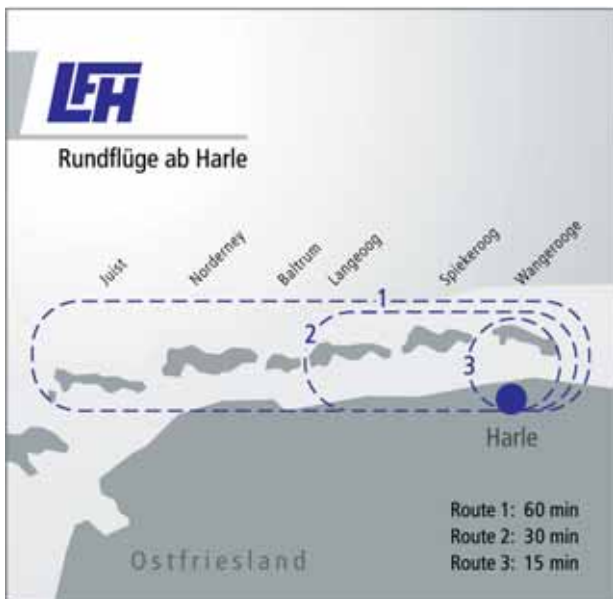 LFH
Rundflüge ab Harle
Juist
Norderney
Baltrum
Langeoog
Spiekeroog
Wangerooge
1
2
3
Harle
Route 1: 60 min
Route 2: 30 min
Route 3: 15 min
Ostfriesland